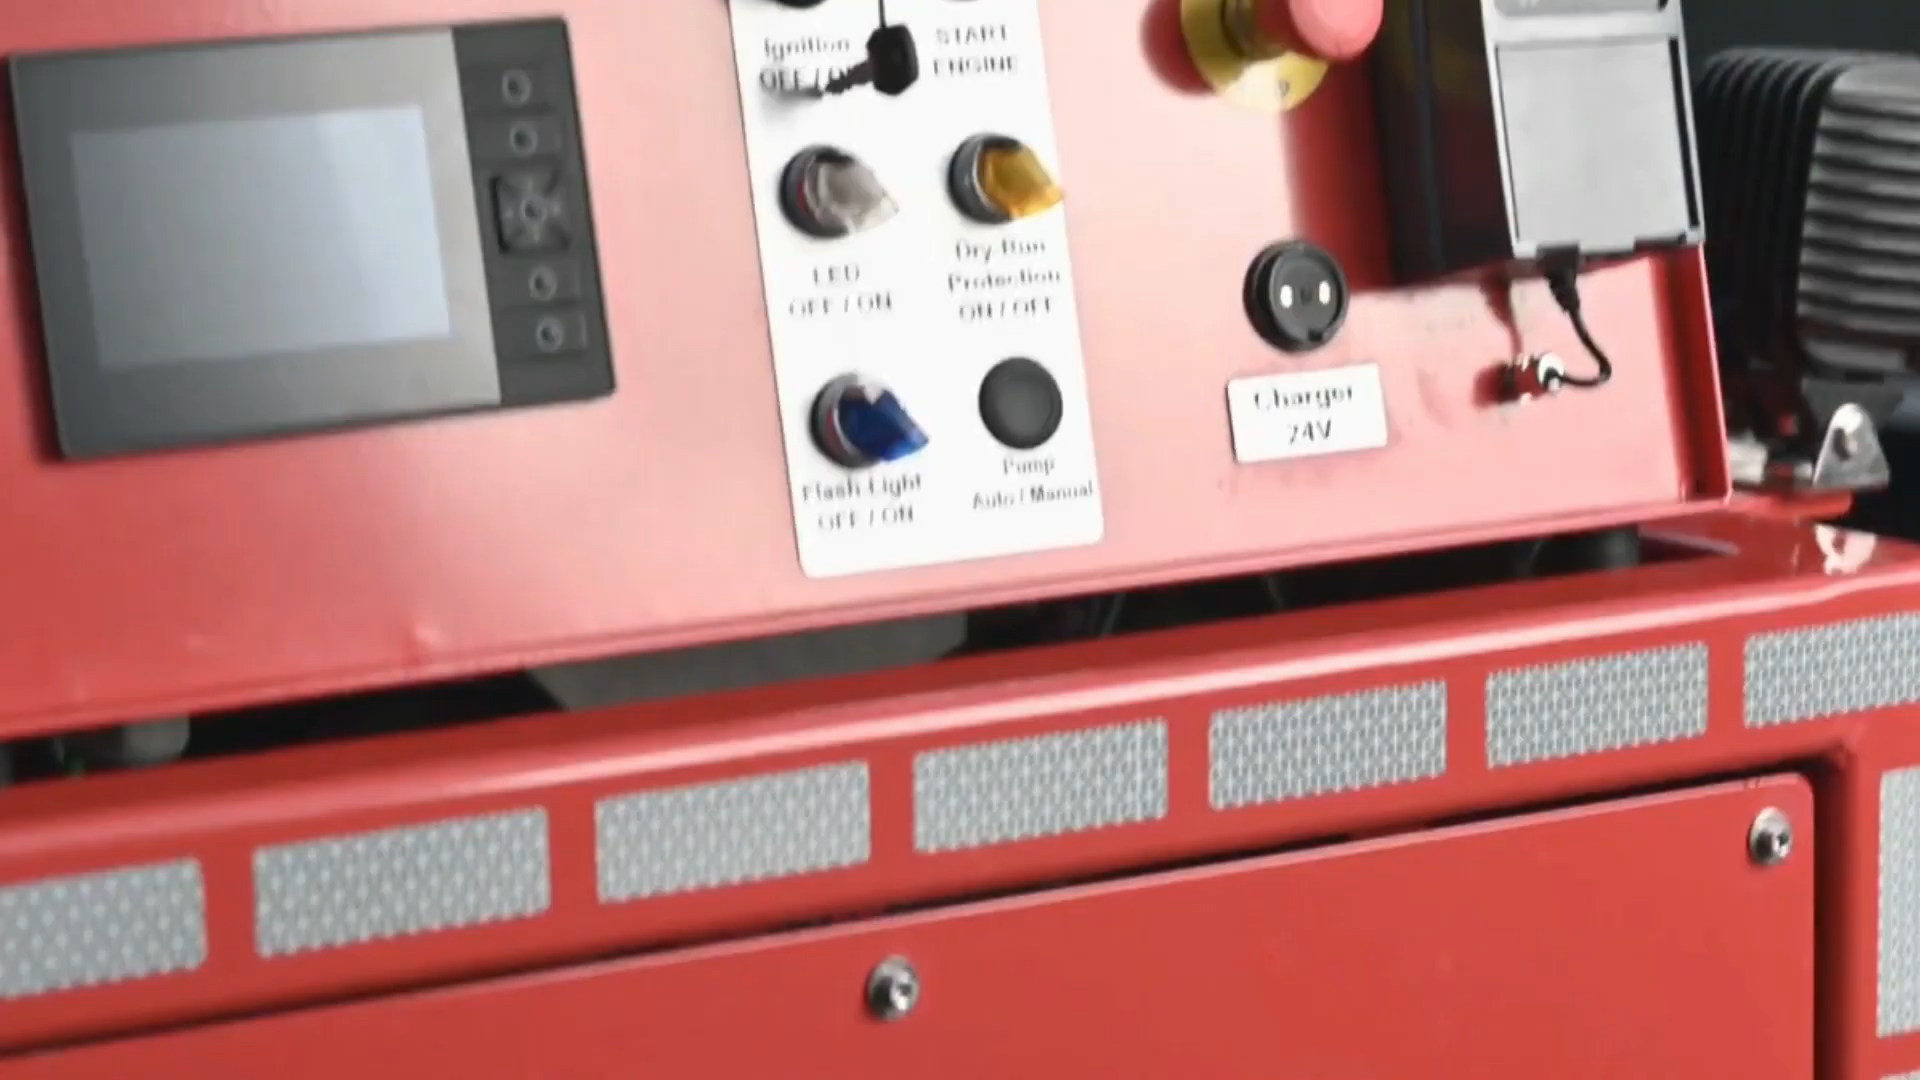 Ignition
OFF / ON
START
ENGINE
LED
OFF / ON
Dry-Run
Protection
ON / OFF
Flash-Light
OFF / ON
Pump
Auto / Manual
Charger
24V